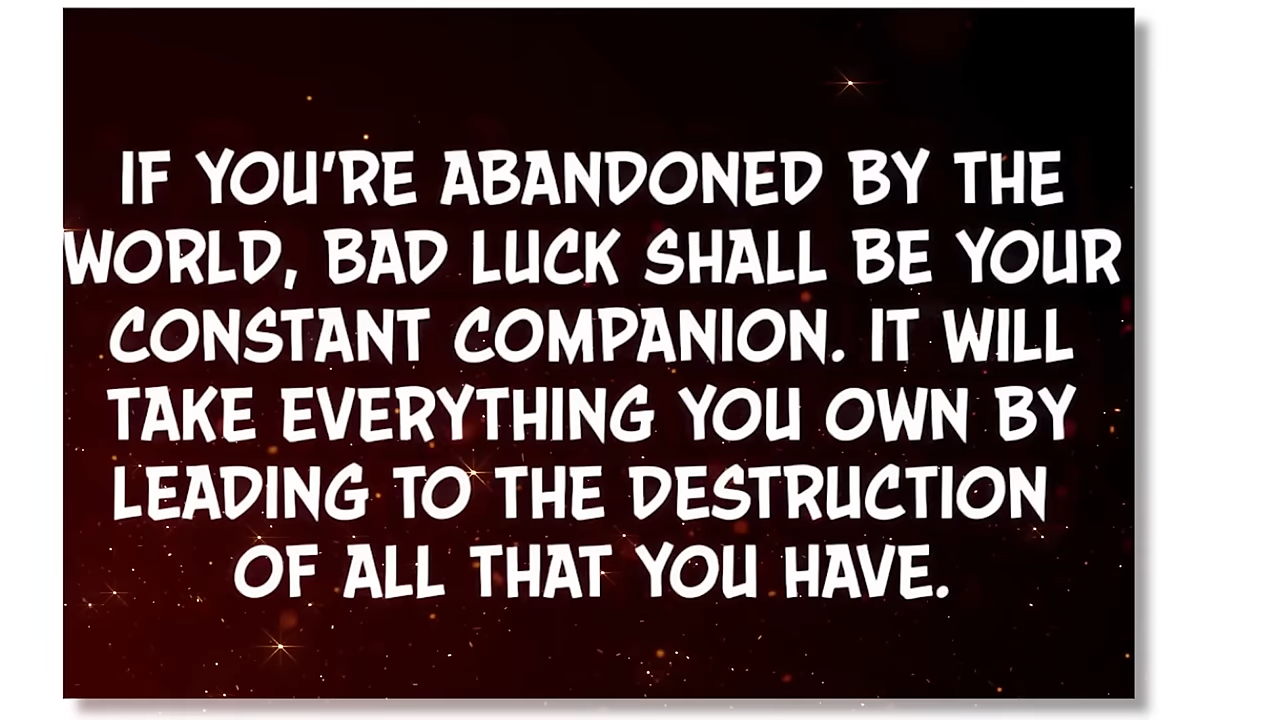 IF YOU'RE ABANDONED BY THE
WORLD, BAD LUCK SHALL BE YOUR
CONSTANT COMPANION. IT WILL
TAKE EVERYTHING YOU OWN BY
LEADING TO THE DESTRUCTION
OF ALL THAT YOU HAVE.